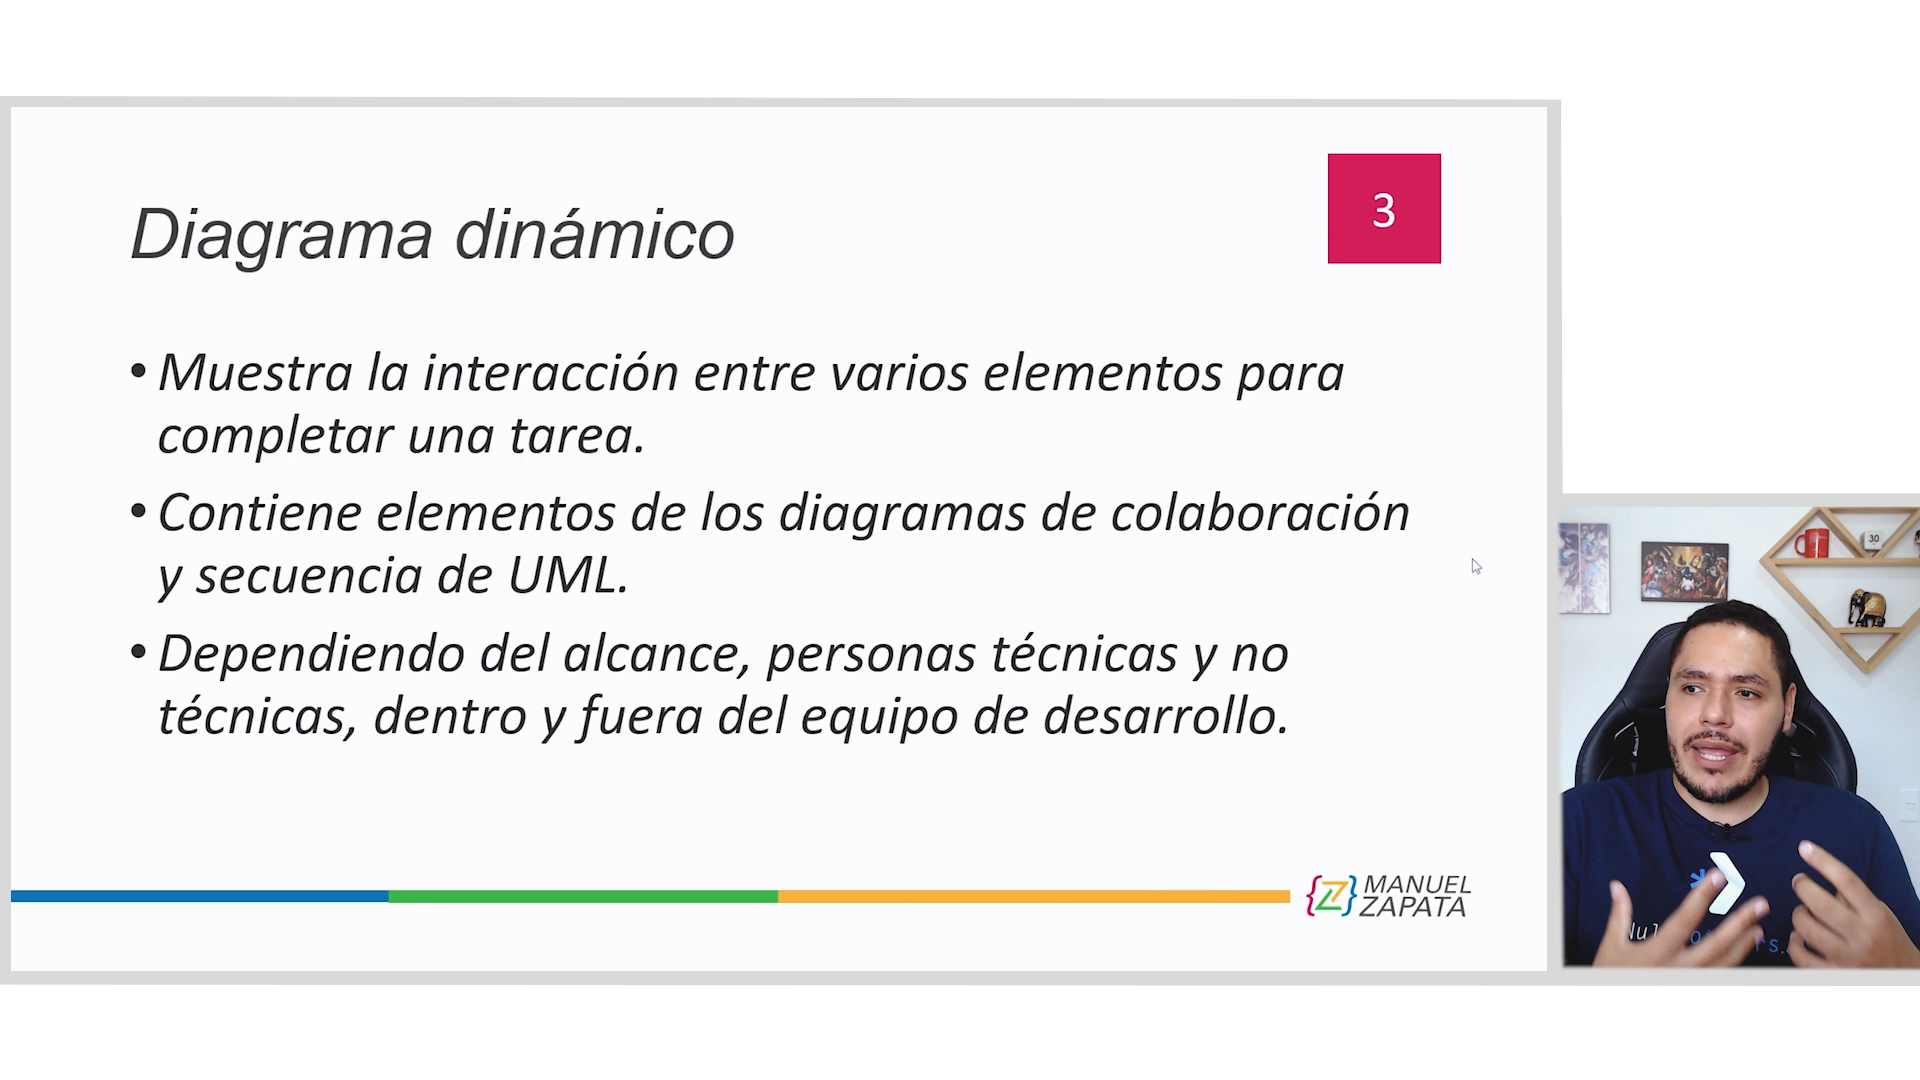 Diagrama dinámico
3
• Muestra la interacción entre varios elementos para
completar una tarea.
• Contiene elementos de los diagramas de colaboración
y secuencia de UML.
• Dependiendo del alcance, personas técnicas y no
técnicas, dentro y fuera del equipo de desarrollo.
MANUEL
ZAPATA
30